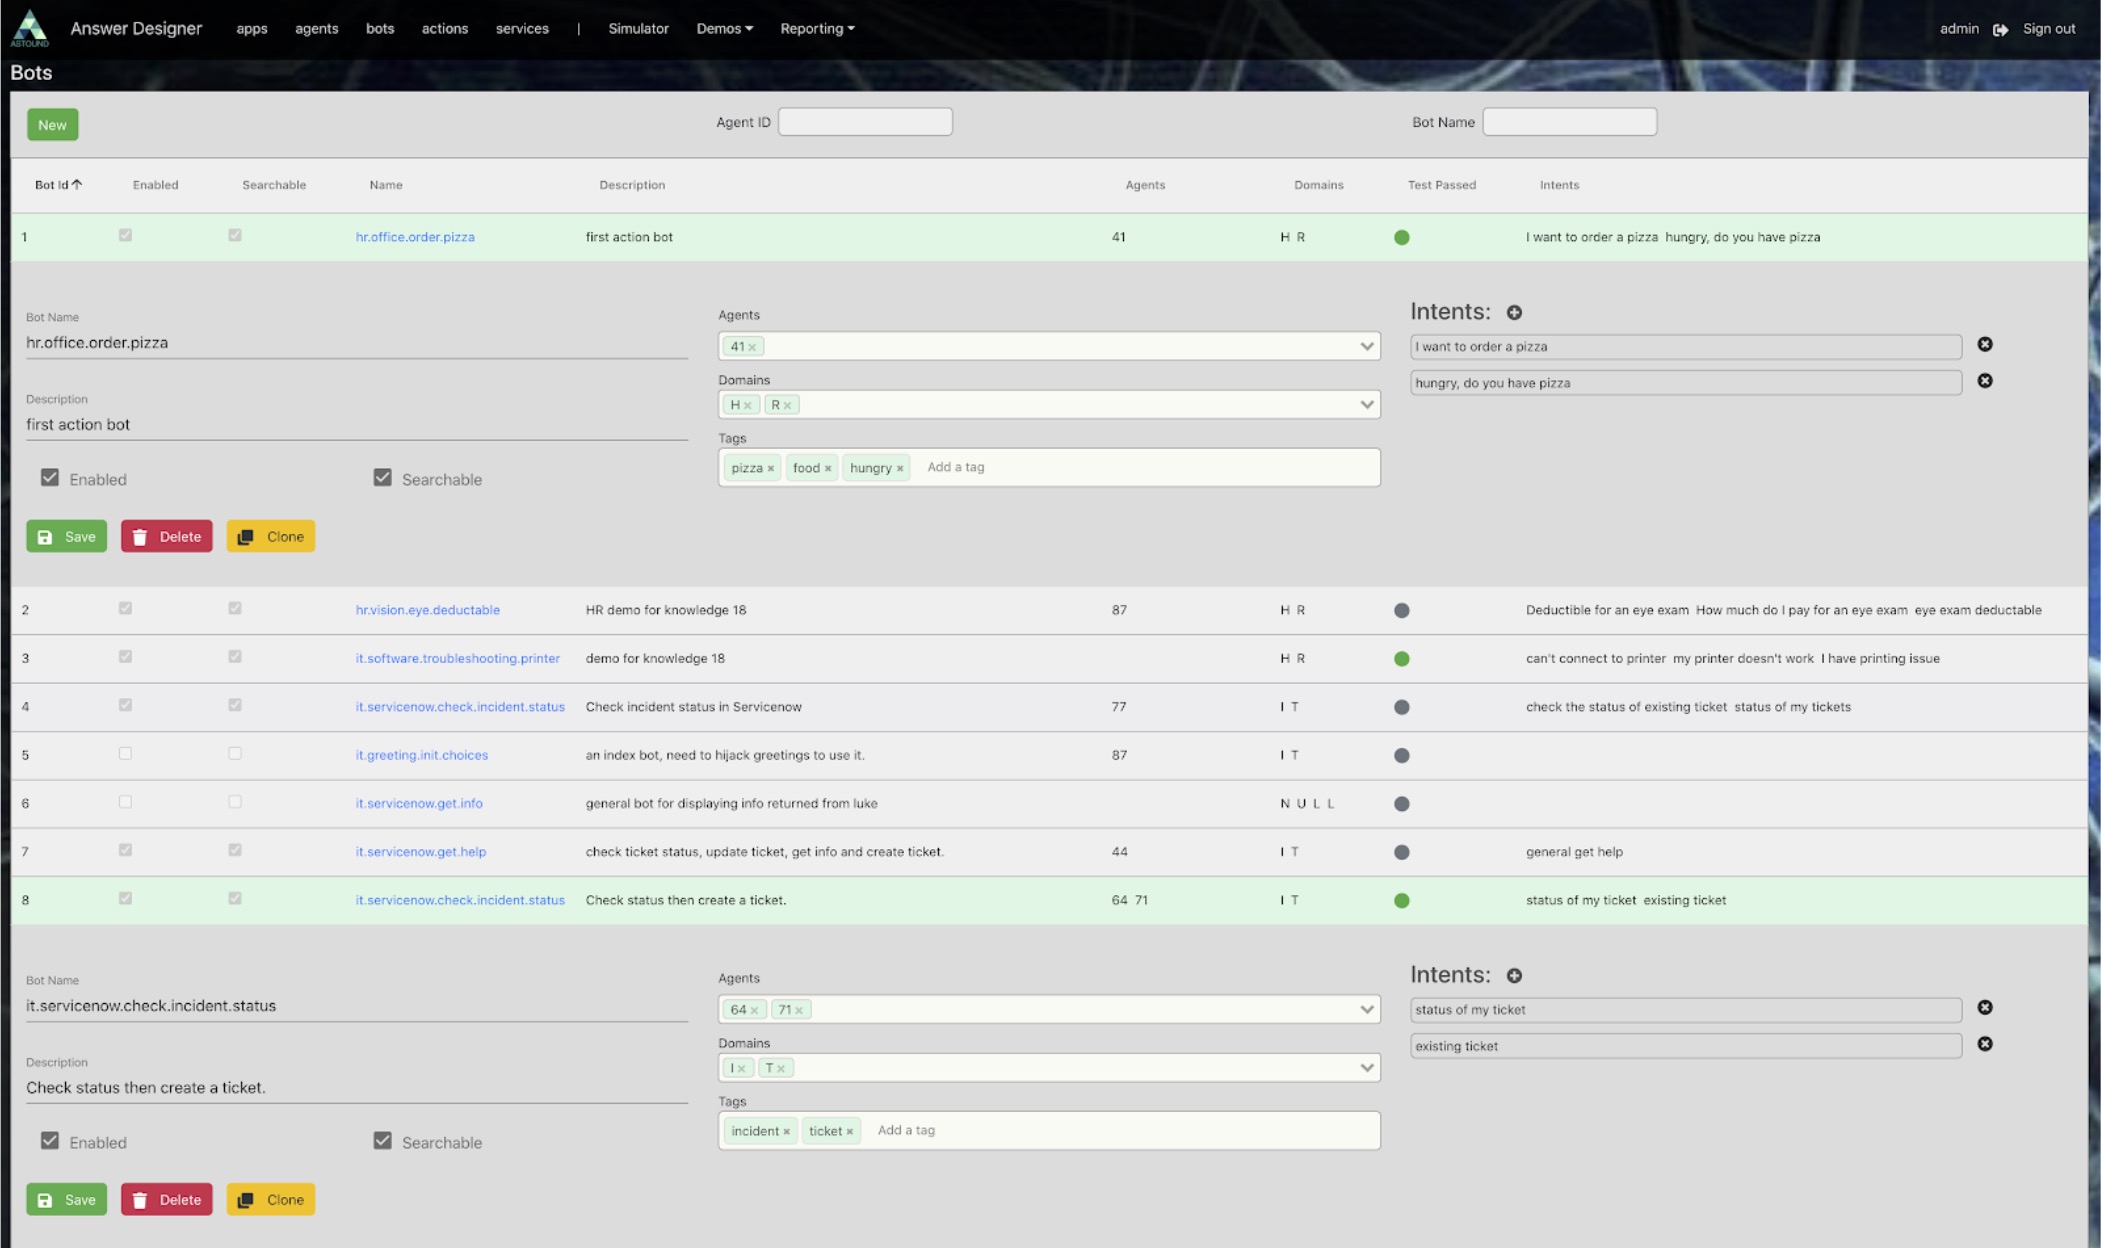 ASTOUND Answer Designer apps agents bots actions services | Simulator Demos Reporting admin Sign out
Bots
New Agent ID Bot Name
Bot Id Enabled Searchable Name Description Agents Domains Test Passed Intents
1 hr.office.order.pizza first action bot 41 H R I want to order a pizza hungry, do you have pizza
Bot Name
hr.office.order.pizza
Description
first action bot
Enabled Searchable
Save Delete Clone
Agents
41 ×
Domains
H × R ×
Tags
pizza × food × hungry × Add a tag
Intents:
I want to order a pizza
hungry, do you have pizza
2 hr.vision.eye.deductable HR demo for knowledge 18 87 H R Deductible for an eye exam How much do I pay for an eye exam eye exam deductable
3 it.software.troubleshooting.printer demo for knowledge 18 H R can't connect to printer my printer doesn't work I have printing issue
4 it.servicenow.check.incident.status Check incident status in Servicenow 77 I T check the status of existing ticket status of my tickets
5 it.greeting.init.choices an index bot, need to hijack greetings to use it. 87 I T
6 it.servicenow.get.info general bot for displaying info returned from luke N U L L
7 it.servicenow.get.help check ticket status, update ticket, get info and create ticket. 44 I T general get help
8 it.servicenow.check.incident.status Check status then create a ticket. 64 71 I T status of my ticket existing ticket
Bot Name
it.servicenow.check.incident.status
Description
Check status then create a ticket.
Enabled Searchable
Save Delete Clone
Agents
64 × 71 ×
Domains
I × T ×
Tags
incident × ticket × Add a tag
Intents:
status of my ticket
existing ticket